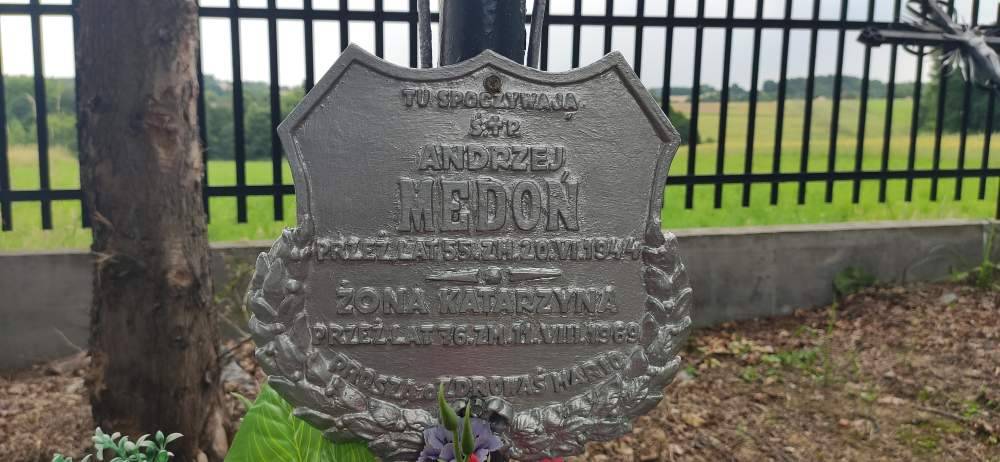 TU SPOCZYWAJĄ
Ś.†P.
ANDRZEJ
MĘDOŃ
PRZEŻ. LAT 55. ZM. 20.VI.1944
ŻONA KATARZYNA
PRZEŻ. LAT 76. ZM. 11.VIII.1969
PROSZĄ O ZDROWAŚ MARIO